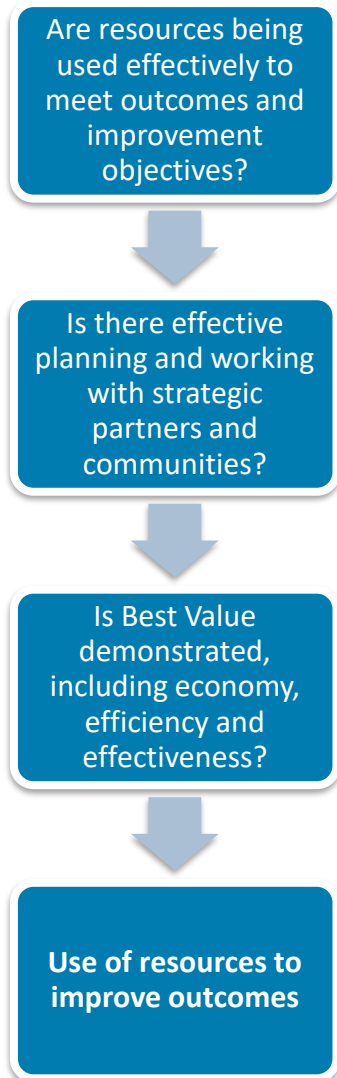 Are resources being
used effectively to
meet outcomes and
improvement
objectives?
Is there effective
planning and working
with strategic
partners and
communities?
Is Best Value
demonstrated,
including economy,
efficiency and
effectiveness?
Use of resources to
improve outcomes